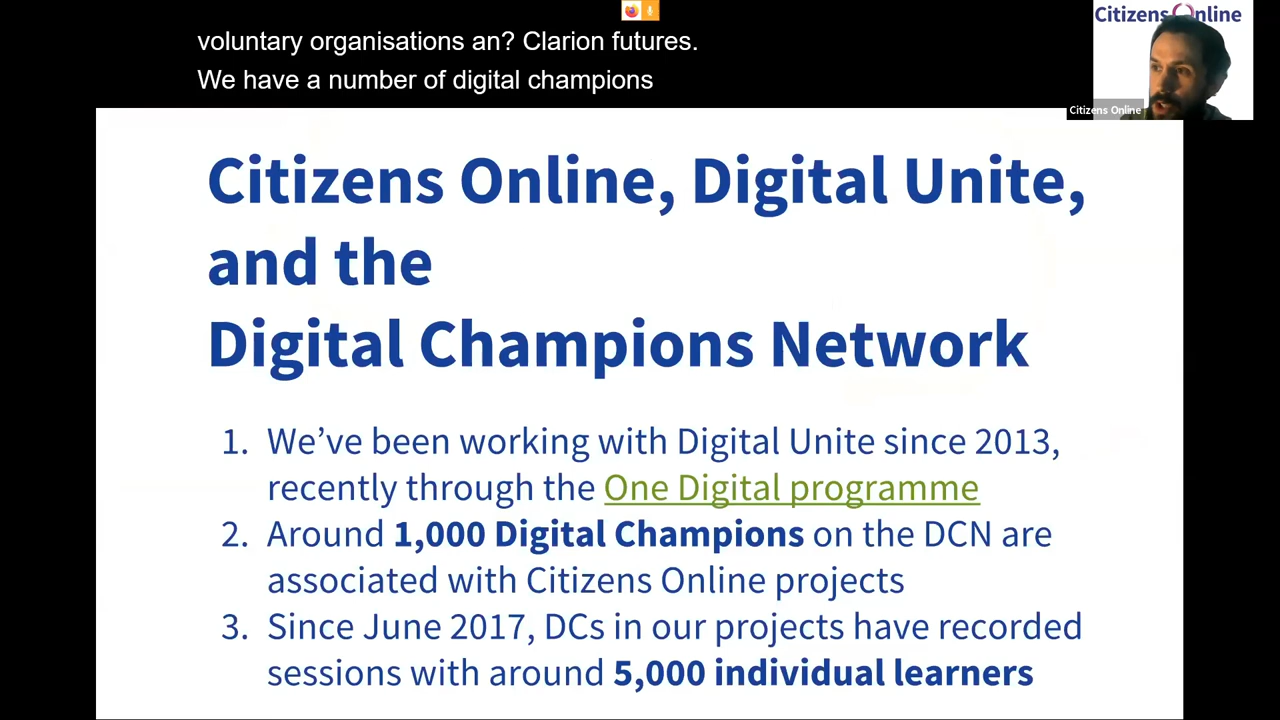 voluntary organisations an? Clarion futures.
We have a number of digital champions
Citizens Online
Citizens Online
Citizens Online, Digital Unite,
and the
Digital Champions Network
1. We’ve been working with Digital Unite since 2013,
recently through the One Digital programme
2. Around 1,000 Digital Champions on the DCN are
associated with Citizens Online projects
3. Since June 2017, DCs in our projects have recorded
sessions with around 5,000 individual learners